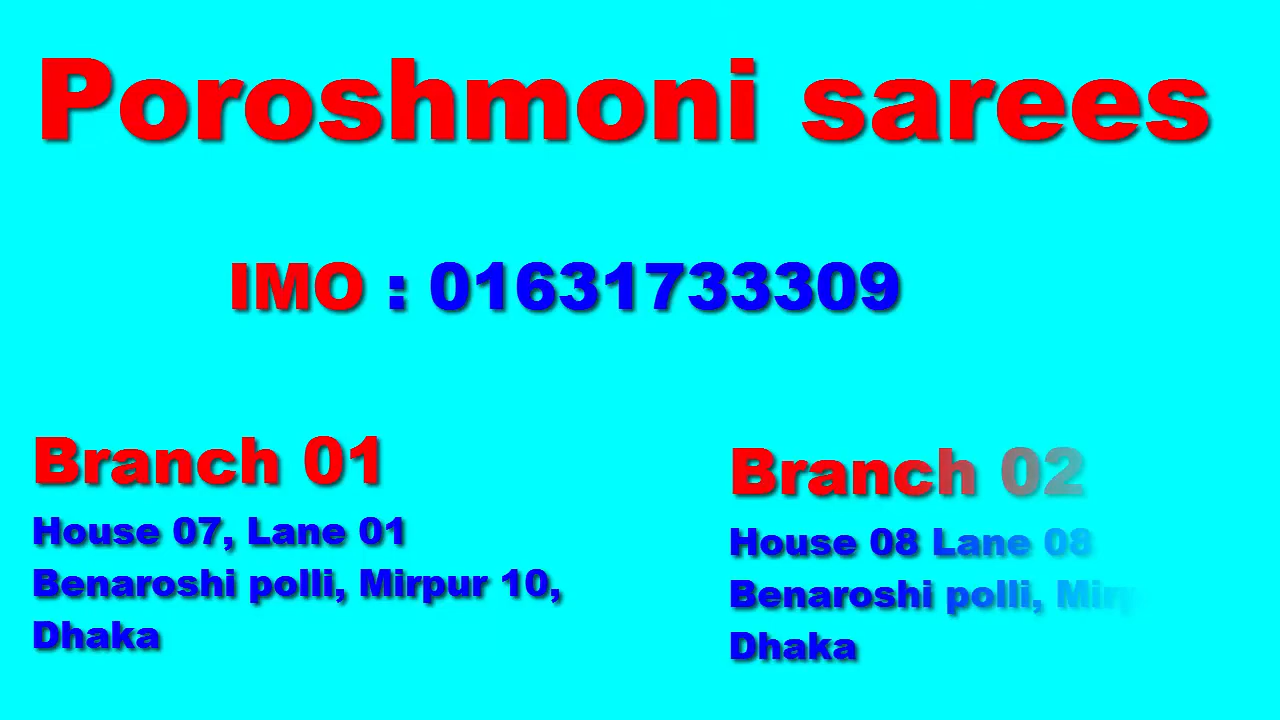 Poroshmoni sarees
IMO : 01631733309
Branch 01
House 07, Lane 01
Benaroshi polli, Mirpur 10,
Dhaka
Branch 02
House 08 Lane 08
Benaroshi polli,
Dhaka